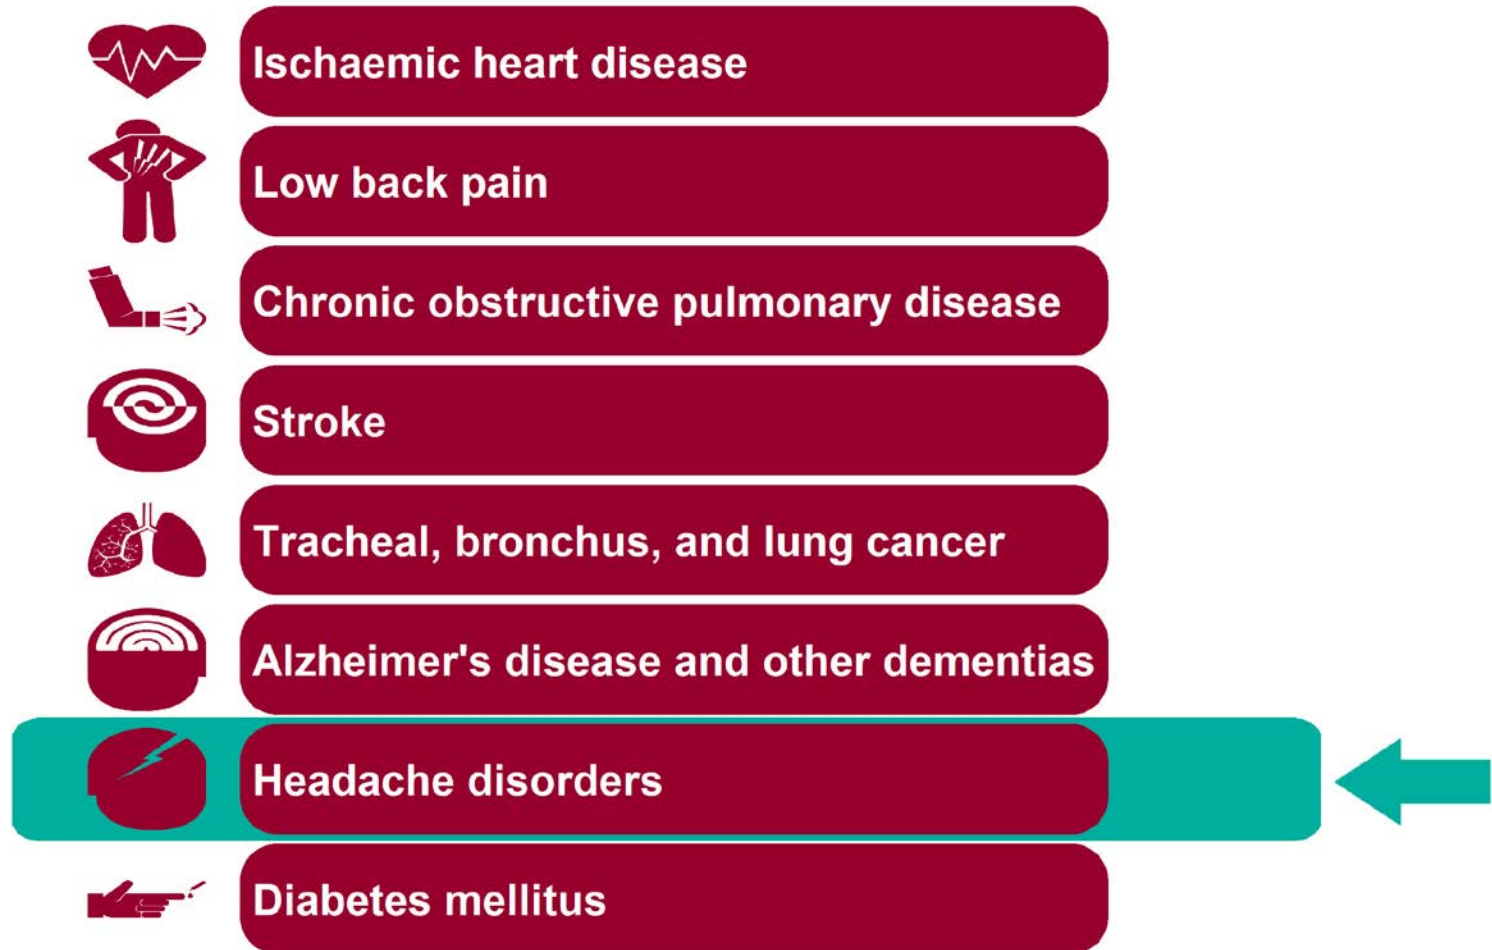 Ischaemic heart disease
Low back pain
Chronic obstructive pulmonary disease
Stroke
Tracheal, bronchus, and lung cancer
Alzheimer's disease and other dementias
Headache disorders
Diabetes mellitus